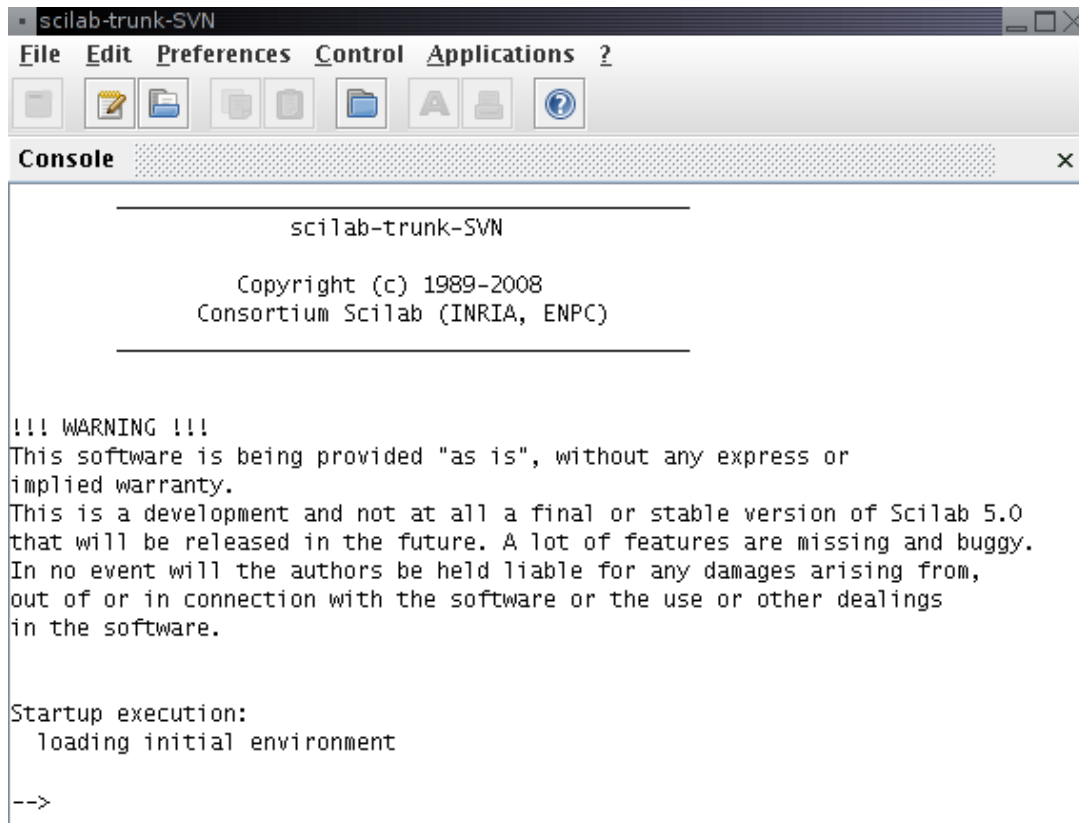 scilab-trunk-SVN
File Edit Preferences Control Applications ?
Console
scilab-trunk-SVN
Copyright (c) 1989-2008
Consortium Scilab (INRIA, ENPC)
!!! WARNING !!!
This software is being provided "as is", without any express or
implied warranty.
This is a development and not at all a final or stable version of Scilab 5.0
that will be released in the future. A lot of features are missing and buggy.
In no event will the authors be held liable for any damages arising from,
out of or in connection with the software or the use or other dealings
in the software.
Startup execution:
loading initial environment
-->